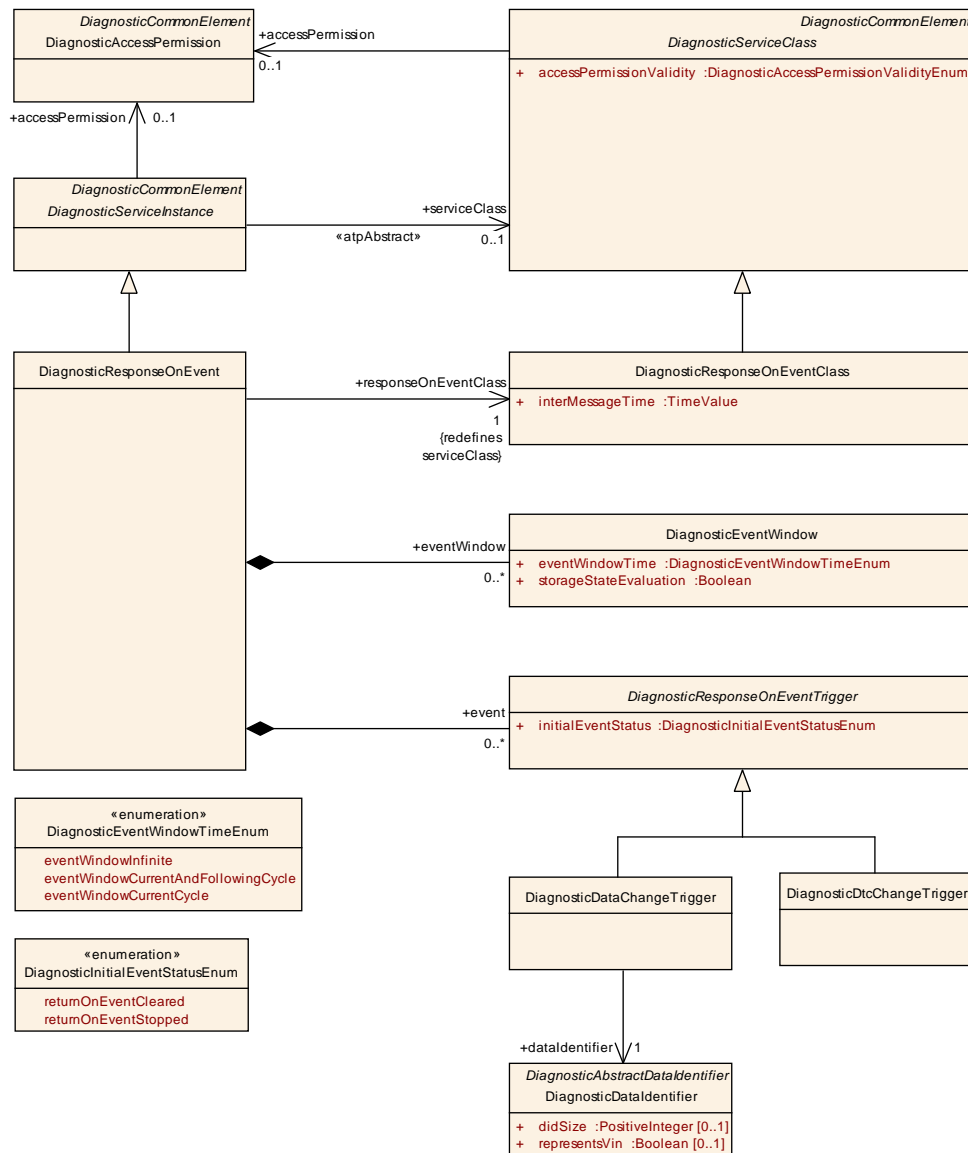 DiagnosticCommonElement
DiagnosticAccessPermission
+accessPermission
0..1
DiagnosticCommonElement
DiagnosticServiceClass
+ accessPermissionValidity :DiagnosticAccessPermissionValidityEnum
+accessPermission
0..1
DiagnosticCommonElement
DiagnosticServiceInstance
+serviceClass
«atpAbstract»
0..1
DiagnosticResponseOnEvent
+responseOnEventClass
1
{redefines
serviceClass}
DiagnosticResponseOnEventClass
+ interMessageTime :TimeValue
+eventWindow
0..*
DiagnosticEventWindow
+ eventWindowTime :DiagnosticEventWindowTimeEnum
+ storageStateEvaluation :Boolean
+event
0..*
DiagnosticResponseOnEventTrigger
+ initialEventStatus :DiagnosticInitialEventStatusEnum
«enumeration»
DiagnosticEventWindowTimeEnum
eventWindowInfinite
eventWindowCurrentAndFollowingCycle
eventWindowCurrentCycle
DiagnosticDataChangeTrigger
DiagnosticDtcChangeTrigger
«enumeration»
DiagnosticInitialEventStatusEnum
returnOnEventCleared
returnOnEventStopped
+dataIdentifier
1
DiagnosticAbstractDataIdentifier
DiagnosticDataIdentifier
+ didSize :PositiveInteger [0..1]
+ representsVin :Boolean [0..1]